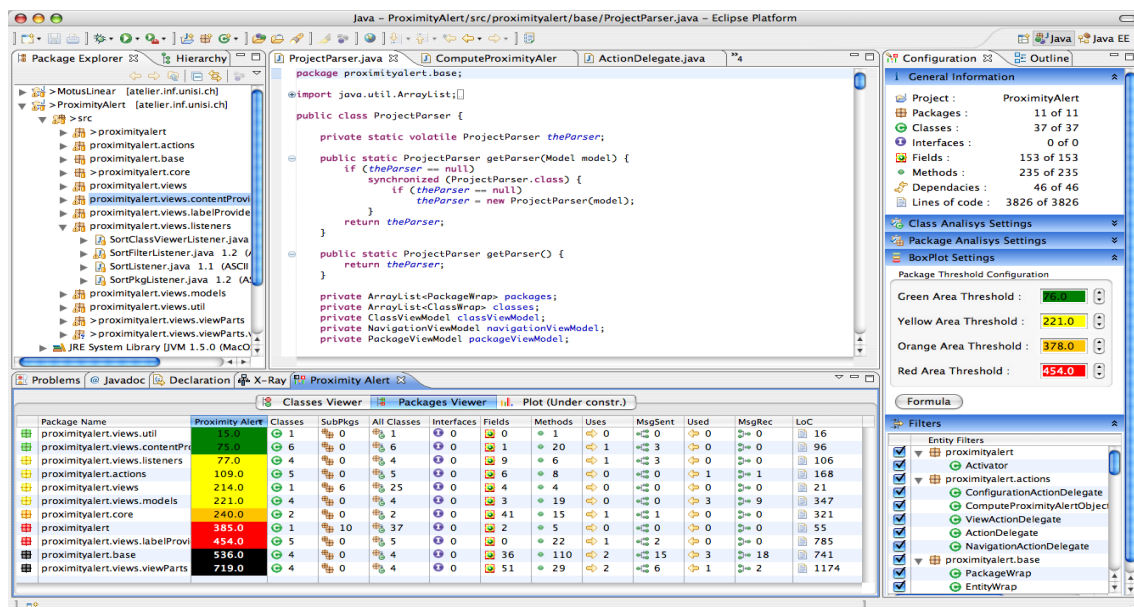 Java – ProximityAlert/src/proximityalert/base/ProjectParser.java – Eclipse Platform
Java Java EE
Package Explorer Hierarchy
>MotusLinear [atelier.inf.unisi.ch]
>ProximityAlert [atelier.inf.unisi.ch]
>src
>proximityalert
proximityalert.actions
proximityalert.base
>proximityalert.core
proximityalert.views
proximityalert.views.contentProvi
proximityalert.views.labelProvide
proximityalert.views.listeners
SortClassViewerListener.java
SortFilterListener.java 1.2 (A
SortListener.java 1.1 (ASCII
SortPkgListener.java 1.2 (AS
proximityalert.views.models
proximityalert.views.util
>proximityalert.views.viewParts
>proximityalert.views.viewParts.v
JRE System Library [JVM 1.5.0 (MacO
ProjectParser.java ComputeProximityAler ActionDelegate.java »4
package proximityalert.base;
import java.util.ArrayList;
public class ProjectParser {
private static volatile ProjectParser theParser;
public static ProjectParser getParser(Model model) {
if (theParser == null)
synchronized (ProjectParser.class) {
if (theParser == null)
theParser = new ProjectParser(model);
}
return theParser;
}
public static ProjectParser getParser() {
return theParser;
}
private ArrayList<PackageWrap> packages;
private ArrayList<ClassWrap> classes;
private ClassViewModel classViewModel;
private NavigationViewModel navigationViewModel;
private PackageViewModel packageViewModel;
Configuration Outline
General Information
Project : ProximityAlert
Packages : 11 of 11
Classes : 37 of 37
Interfaces : 0 of 0
Fields : 153 of 153
Methods : 235 of 235
Dependacies : 46 of 46
Lines of code : 3826 of 3826
Class Analisys Settings
Package Analisys Settings
BoxPlot Settings
Package Threshold Configuration
Green Area Threshold : 76.0
Yellow Area Threshold : 221.0
Orange Area Threshold : 378.0
Red Area Threshold : 454.0
Formula
Filters
Entity Filters
proximityalert
Activator
proximityalert.actions
ConfigurationActionDelegate
ComputeProximityAlertObject
ViewActionDelegate
ActionDelegate
NavigationActionDelegate
proximityalert.base
PackageWrap
EntityWrap
Problems @ Javadoc Declaration X-Ray Proximity Alert
Classes Viewer Packages Viewer Plot (Under constr.)
Package Name Proximity Alert Classes SubPkgs All Classes Interfaces Fields Methods Uses MsgSent Used MsgRec LoC
proximityalert.views.util 15.0 1 0 1 0 0 1 0 0 0 0 16
proximityalert.views.contentPro 75.0 6 0 6 0 1 20 1 3 0 0 96
proximityalert.views.listeners 77.0 4 0 4 0 9 6 1 0 0 0 106
proximityalert.actions 109.0 5 0 5 0 6 8 0 0 1 1 168
proximityalert.views 214.0 1 6 25 0 4 4 0 0 0 0 21
proximityalert.views.models 221.0 4 0 4 0 3 19 0 0 3 9 347
proximityalert.core 240.0 2 0 2 0 41 15 1 1 0 0 321
proximityalert 385.0 1 10 37 0 2 5 0 0 0 0 55
proximityalert.views.labelProvi 454.0 5 0 5 0 0 22 1 2 0 0 785
proximityalert.base 536.0 4 0 4 0 36 110 2 15 3 18 741
proximityalert.views.viewParts 719.0 4 0 4 0 51 29 2 6 1 2 1174